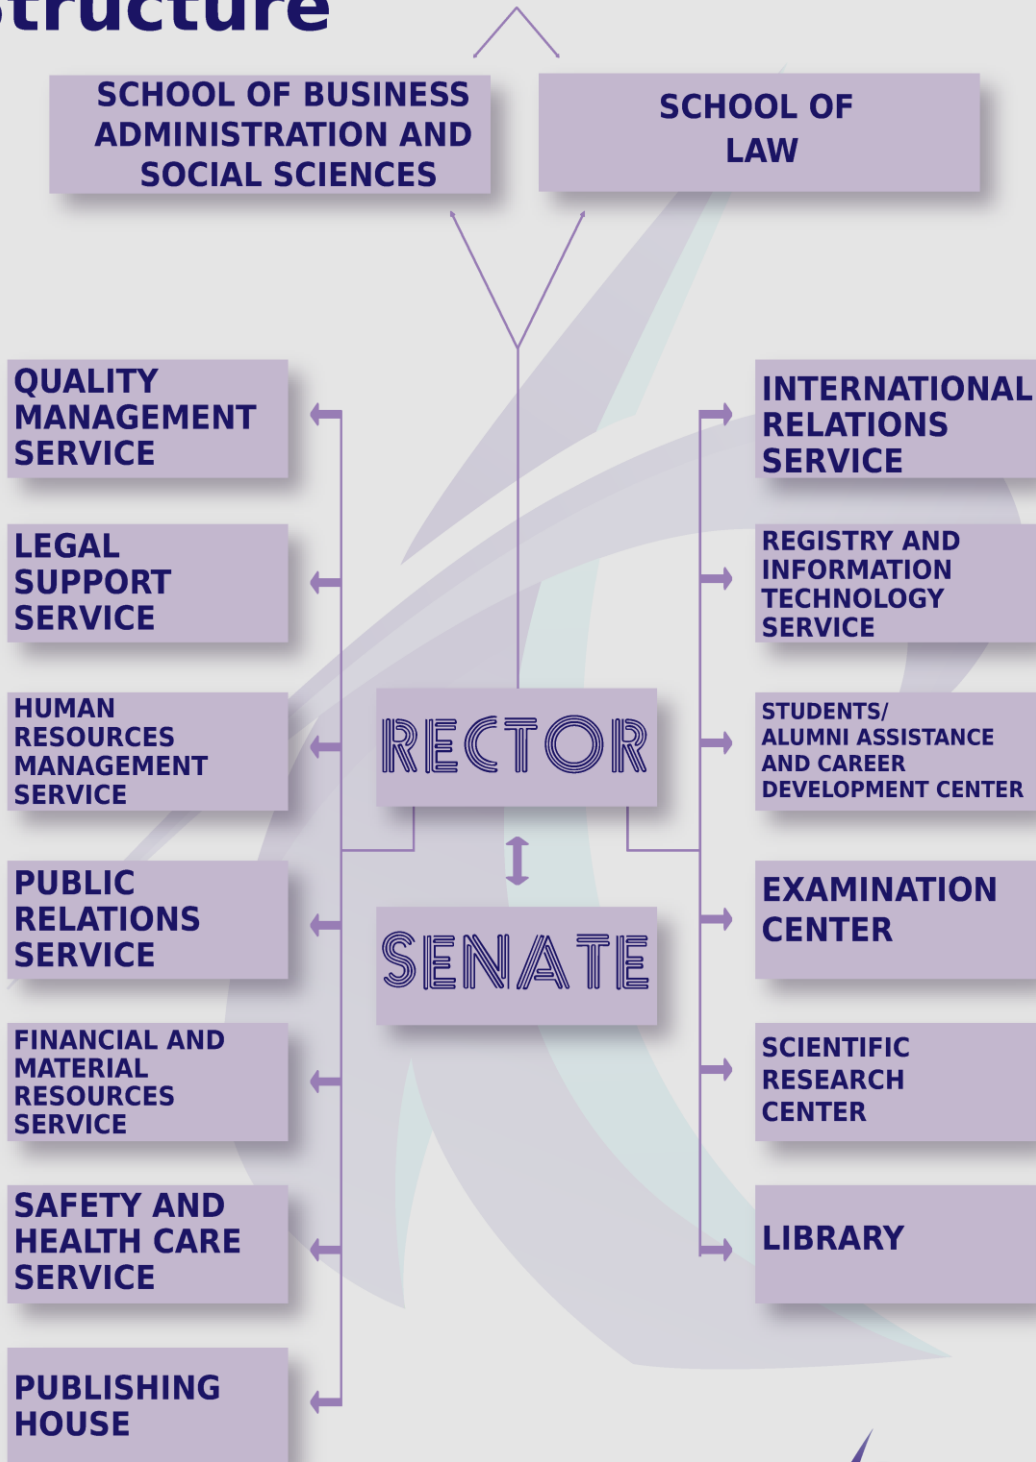 Structure
SCHOOL OF BUSINESS
ADMINISTRATION AND
SOCIAL SCIENCES
SCHOOL OF
LAW
QUALITY
MANAGEMENT
SERVICE
LEGAL
SUPPORT
SERVICE
HUMAN
RESOURCES
MANAGEMENT
SERVICE
PUBLIC
RELATIONS
SERVICE
FINANCIAL AND
MATERIAL
RESOURCES
SERVICE
SAFETY AND
HEALTH CARE
SERVICE
PUBLISHING
HOUSE
RECTOR
SENATE
INTERNATIONAL
RELATIONS
SERVICE
REGISTRY AND
INFORMATION
TECHNOLOGY
SERVICE
STUDENTS/
ALUMNI ASSISTANCE
AND CAREER
DEVELOPMENT CENTER
EXAMINATION
CENTER
SCIENTIFIC
RESEARCH
CENTER
LIBRARY